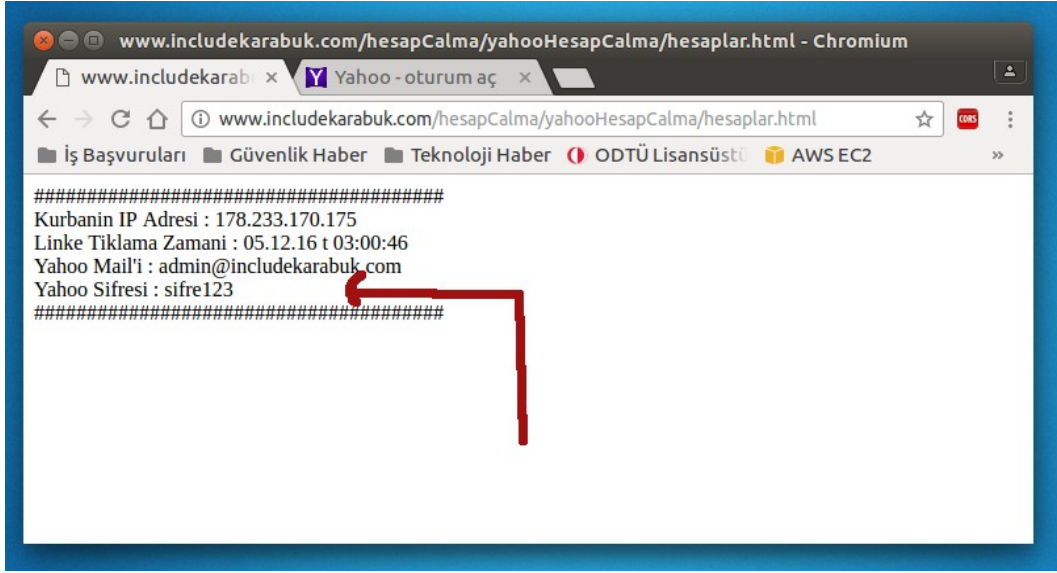 www.includekarabuk.com/hesapCalma/yahooHesapCalma/hesaplar.html - Chromium
www.includekarab
Yahoo - oturum aç
www.includekarabuk.com/hesapCalma/yahooHesapCalma/hesaplar.html
CORS
İş Başvuruları Güvenlik Haber Teknoloji Haber ODTÜ Lisansüstü AWS EC2 »
#######################################
Kurbanin IP Adresi : 178.233.170.175
Linke Tiklama Zamani : 05.12.16 t 03:00:46
Yahoo Mail'i : admin@includekarabuk.com
Yahoo Sifresi : sifre123
#######################################